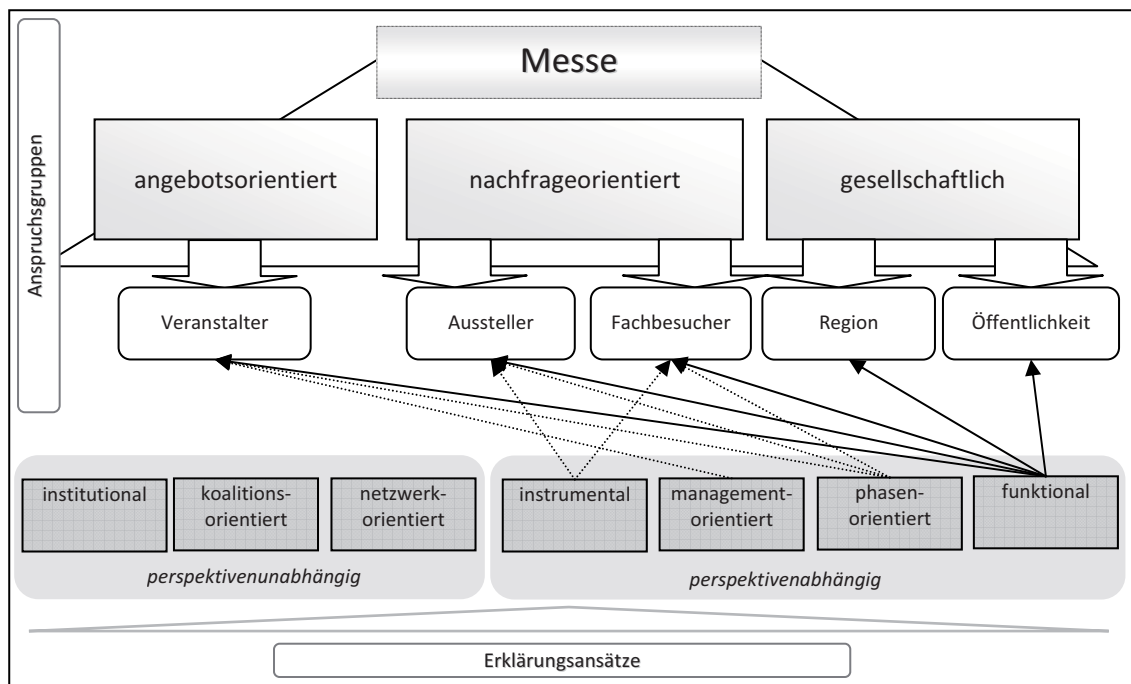 Messe
Anspruchsgruppen
angebotsorientiert
nachfrageorientiert
gesellschaftlich
Veranstalter
Aussteller
Fachbesucher
Region
Öffentlichkeit
institutional
koalitions-
orientiert
netzwerk-
orientiert
instrumental
management-
orientiert
phasen-
orientiert
funktional
perspektivenunabhängig
perspektivenabhängig
Erklärungsansätze